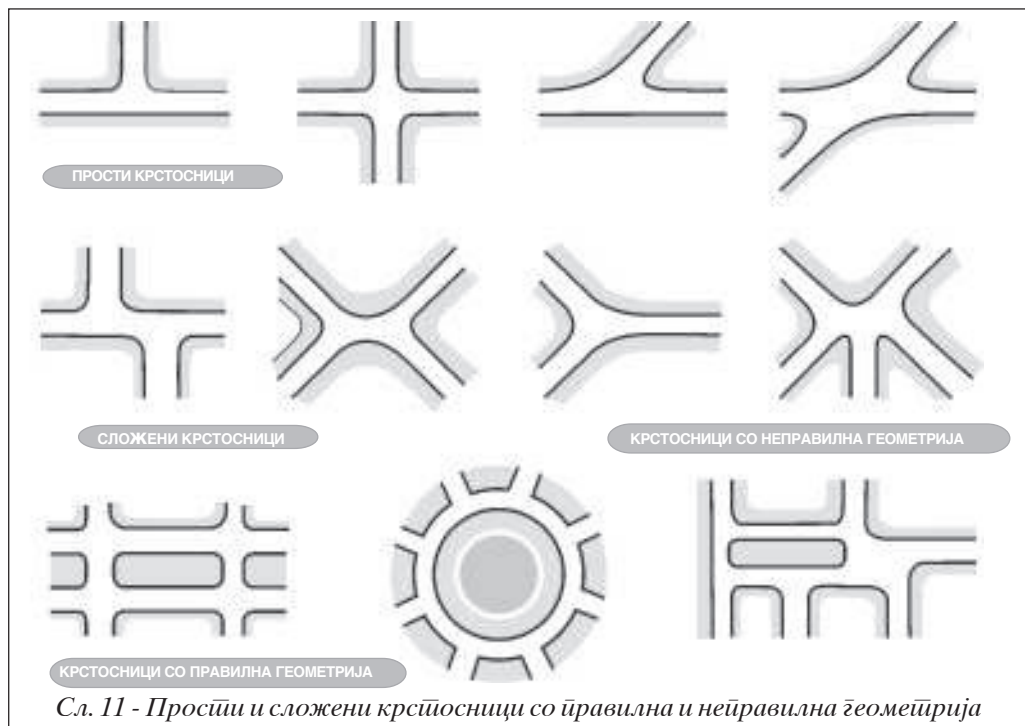 ПРОСТИ КРСТОСНИЦИ
СЛОЖЕНИ КРСТОСНИЦИ
КРСТОСНИЦИ СО НЕПРАВИЛНА ГЕОМЕТРИЈА
КРСТОСНИЦИ СО ПРАВИЛНА ГЕОМЕТРИЈА
Сл. 11 - Прости и сложени крстосници со правилна и неправилна геометрија